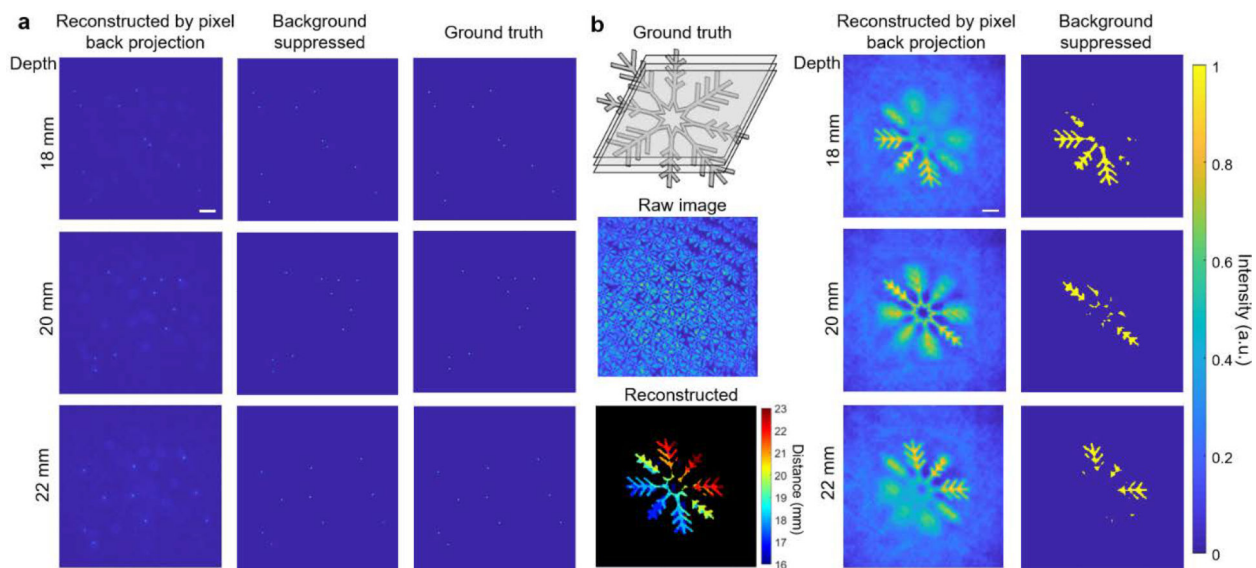 a
Reconstructed by pixel
back projection
Background
suppressed
Ground truth
Depth
18 mm
20 mm
22 mm
b
Ground truth
Raw image
Reconstructed
23
22
21
20
19
18
17
16
Distance (mm)
Reconstructed by pixel
back projection
Background
suppressed
Depth
18 mm
20 mm
22 mm
1
0.8
0.6
0.4
0.2
0
Intensity (a.u.)